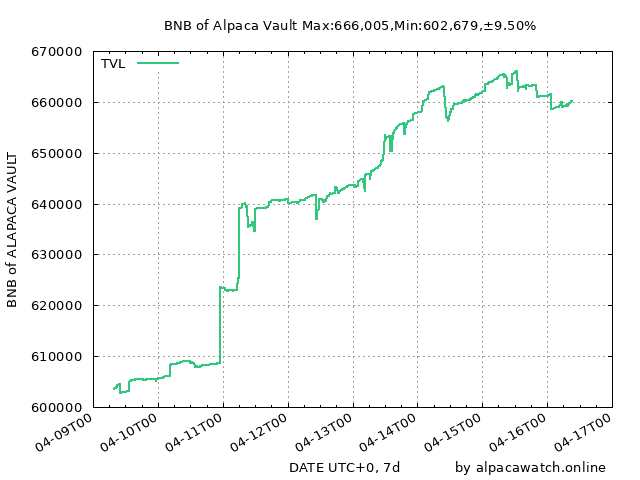 BNB of Alpaca Vault Max:666,005,Min:602,679,±9.50%
TVL
670000
660000
650000
640000
630000
620000
610000
600000
BNB of ALAPACA VAULT
04-09T00
04-10T00
04-11T00
04-12T00
04-13T00
04-14T00
04-15T00
04-16T00
04-17T00
DATE UTC+0, 7d
by alpacawatch.online